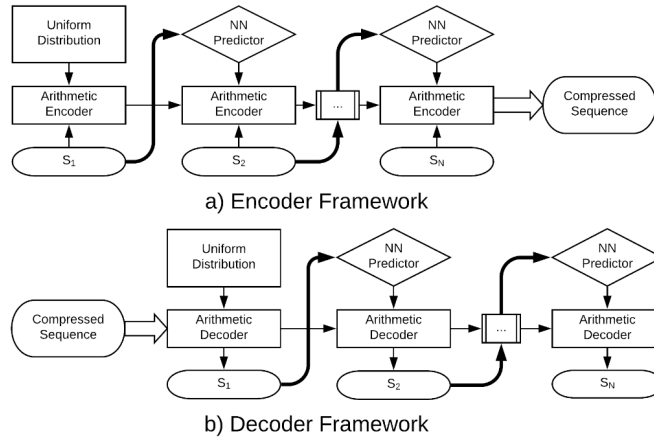 Uniform
Distribution
NN
Predictor
NN
Predictor
Arithmetic
Encoder
Arithmetic
Encoder
...
Arithmetic
Encoder
Compressed
Sequence
S1
S2
SN
a) Encoder Framework
Uniform
Distribution
NN
Predictor
NN
Predictor
Compressed
Sequence
Arithmetic
Decoder
Arithmetic
Decoder
...
Arithmetic
Decoder
S1
S2
SN
b) Decoder Framework